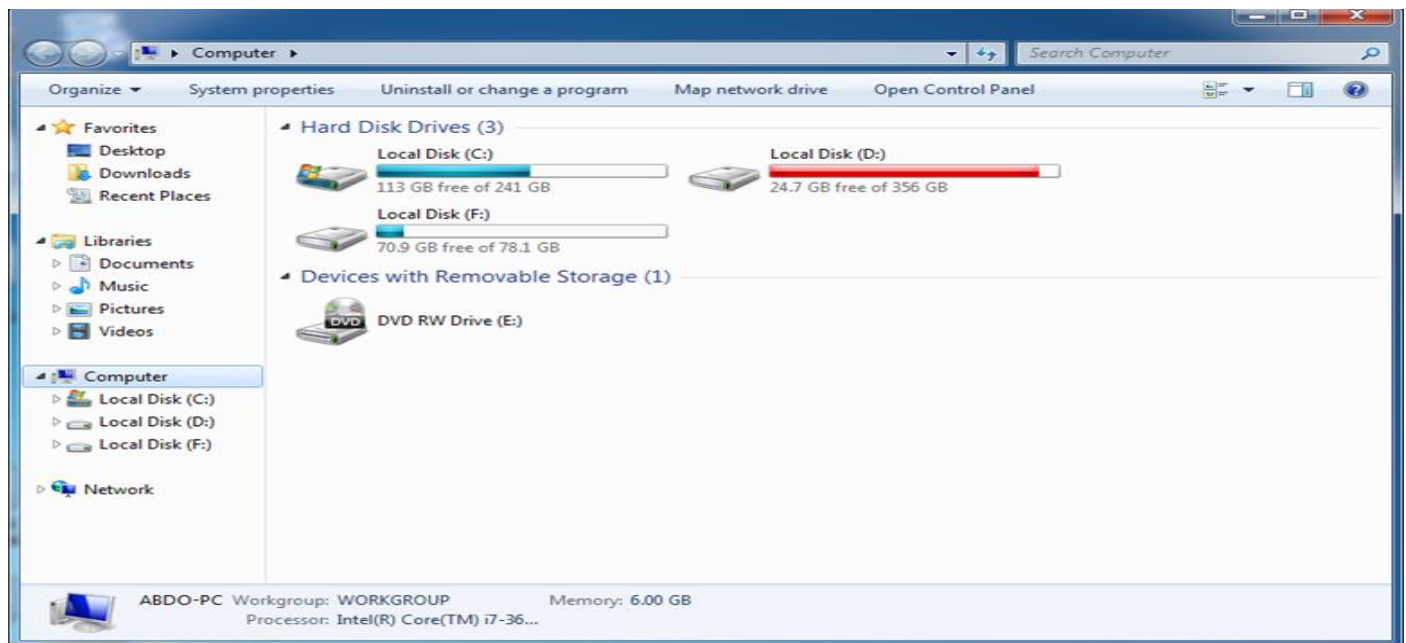 Computer
Search Computer
Organize System properties Uninstall or change a program Map network drive Open Control Panel
Favorites
Desktop
Downloads
Recent Places
Libraries
Documents
Music
Pictures
Videos
Computer
Local Disk (C:)
Local Disk (D:)
Local Disk (F:)
Network
Hard Disk Drives (3)
Local Disk (C:)
113 GB free of 241 GB
Local Disk (D:)
24.7 GB free of 356 GB
Local Disk (F:)
70.9 GB free of 78.1 GB
Devices with Removable Storage (1)
DVD
DVD RW Drive (E:)
ABDO-PC Workgroup: WORKGROUP Memory: 6.00 GB
Processor: Intel(R) Core(TM) i7-36...